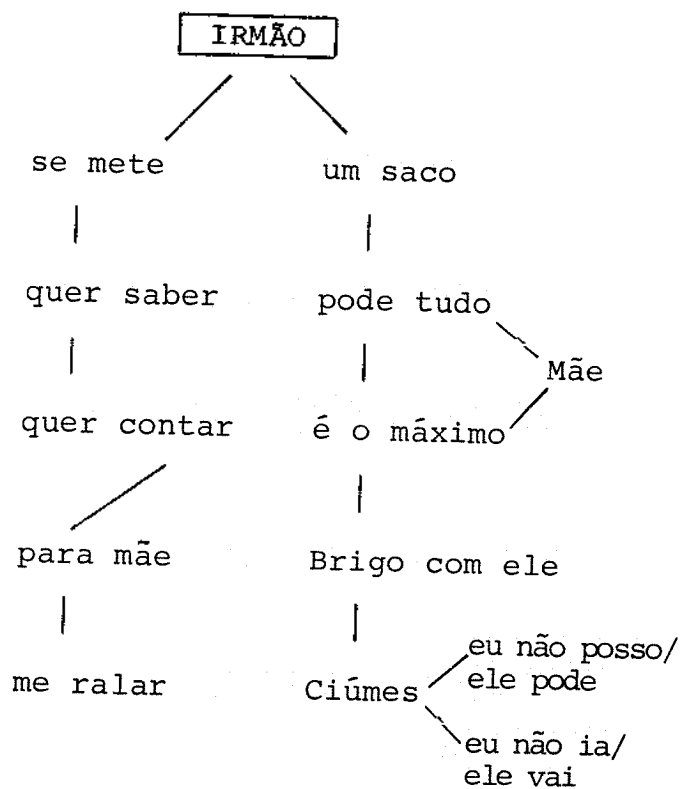 IRMÃO
se mete
um saco
quer saber
pode tudo
Mãe
quer contar
é o máximo
para mãe
Brigo com ele
me ralar
Ciúmes
eu não posso/
ele pode
eu não ia/
ele vai